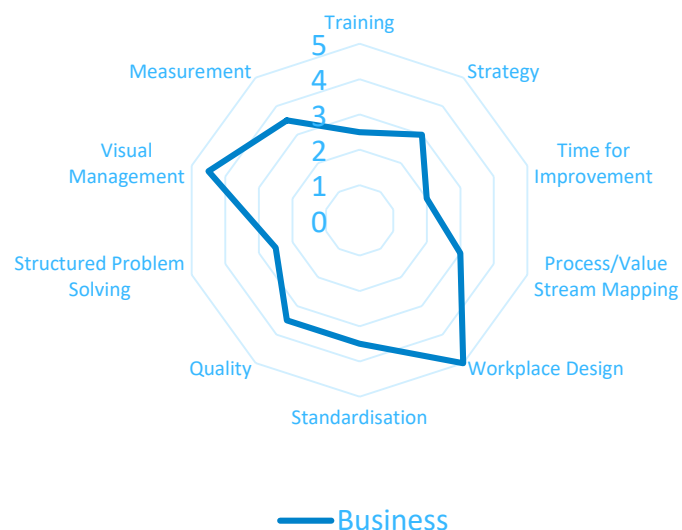 Training
5
Measurement
Strategy
4
3
Visual
Management
Time for
Improvement
2
1
0
Structured Problem
Solving
Process/Value
Stream Mapping
Quality
Workplace Design
Standardisation
Business